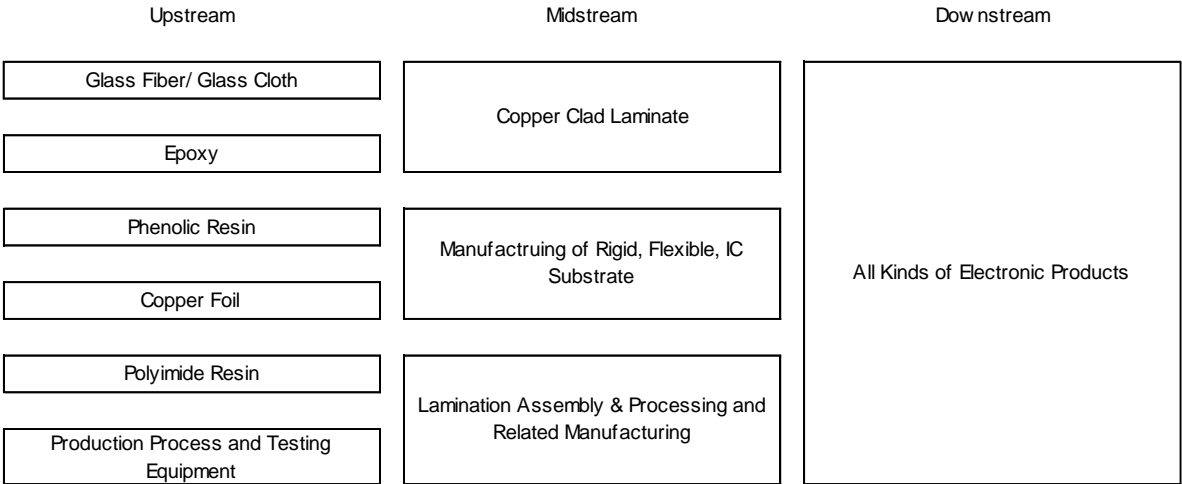 Upstream
Midstream
Downstream
Glass Fiber/ Glass Cloth
Epoxy
Phenolic Resin
Copper Foil
Polyimide Resin
Production Process and Testing
Equipment
Copper Clad Laminate
Manufactruing of Rigid, Flexible, IC
Substrate
Lamination Assembly & Processing and
Related Manufacturing
All Kinds of Electronic Products